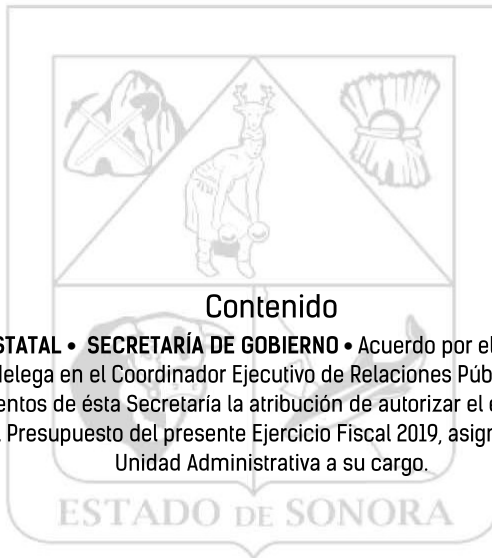 Contenido
STATAL • SECRETARÍA DE GOBIERNO • Acuerdo por el
delega en el Coordinador Ejecutivo de Relaciones Púb
entos de ésta Secretaría la atribución de autorizar el
Presupuesto del presente Ejercicio Fiscal 2019, asign
Unidad Administrativa a su cargo.
ESTADO DE SONORA